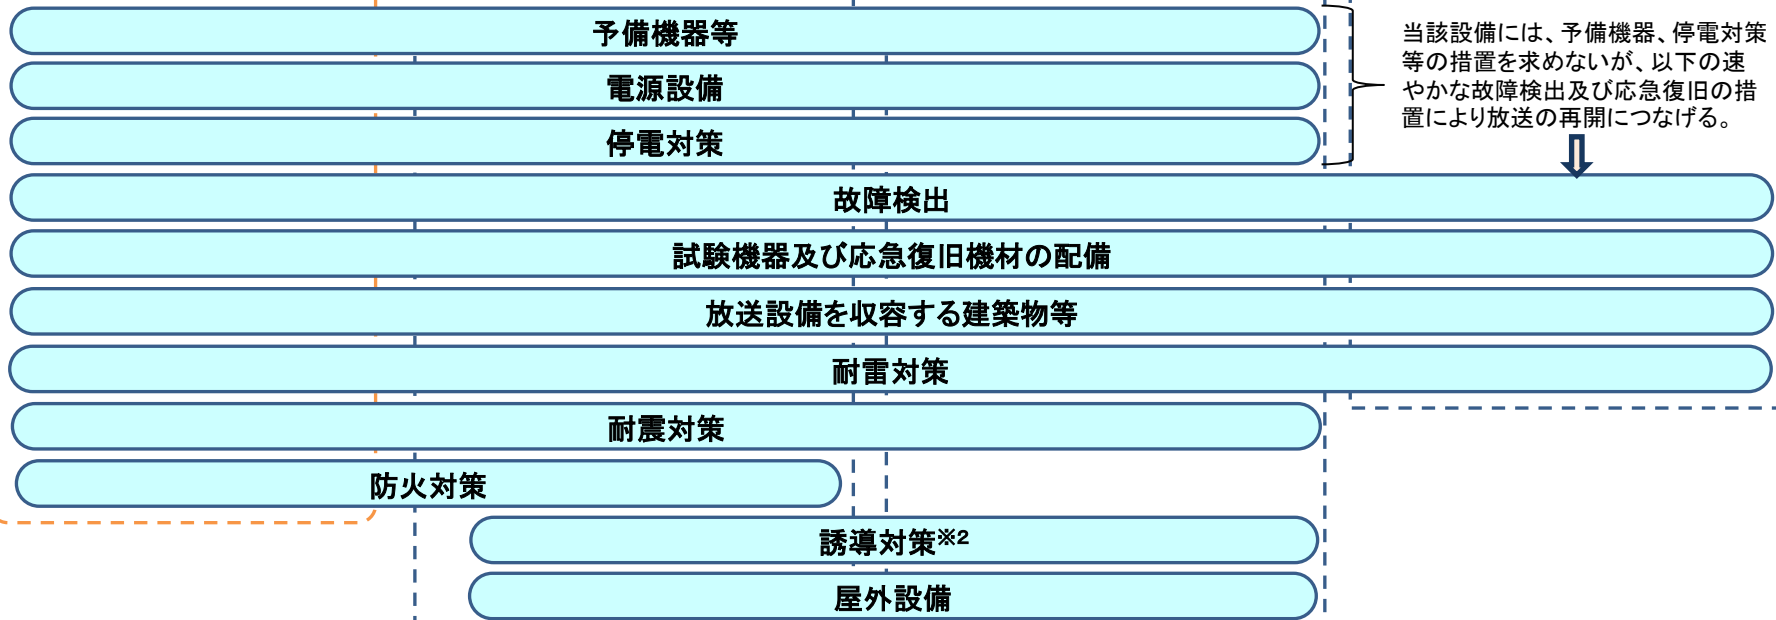 予備機器等
電源設備
停電対策
当該設備には、予備機器、停電対策
等の措置を求めないが、以下の速
やかな故障検出及び応急復旧の措
置により放送の再開につなげる。
故障検出
試験機器及び応急復旧機材の配備
放送設備を収容する建築物等
耐雷対策
耐震対策
防火対策
誘導対策※2
屋外設備